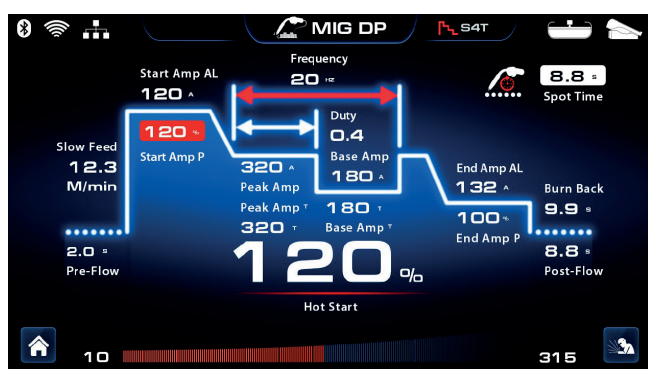 MIG DP
S4T
Frequency
20 HZ
Start Amp AL
120 A
8.8 s
Spot Time
120 %
Start Amp P
Duty
0.4
Slow Feed
12.3
M/min
320 A
Peak Amp
Base Amp
180 A
End Amp AL
132 A
Burn Back
9.9 s
Peak Amp T
320 T
180 T
Base Amp T
100 %
End Amp P
2.0 s
Pre-Flow
8.8 s
Post-Flow
120 %
Hot Start
10
315